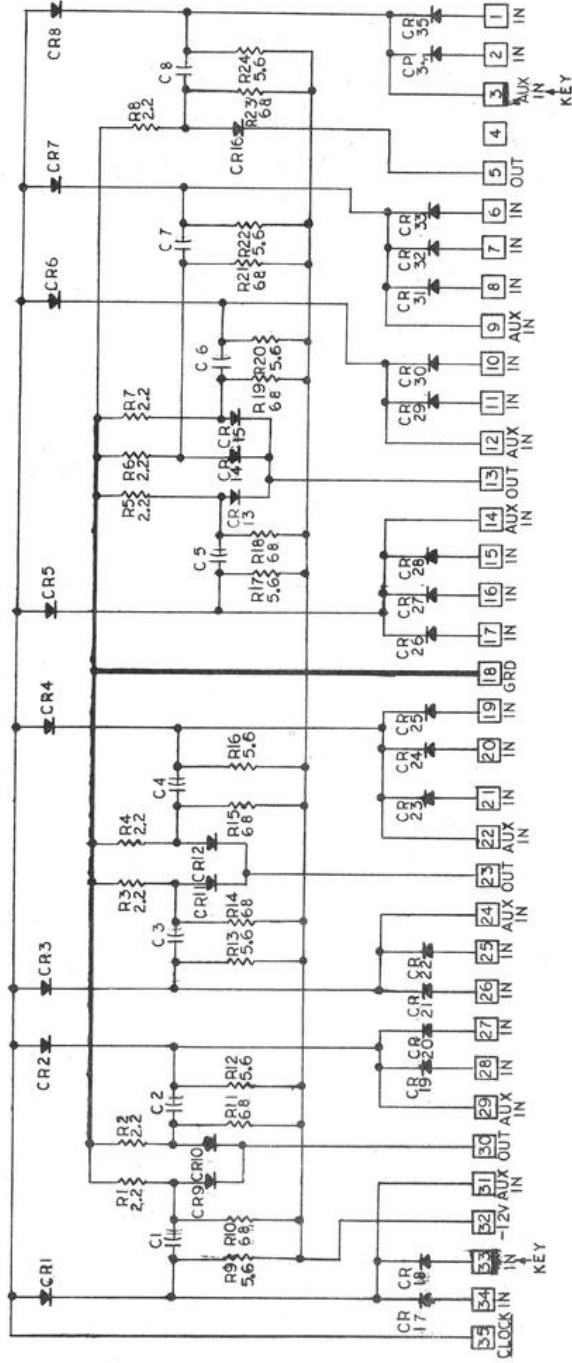 CR1 CR2 CR3 CR4 CR5 CR6 CR7 CR8
R1 2.2
R2 2.2
R3 2.2
R4 2.2
R5 2.2
R6 2.2
R7 2.2
R8 2.2
C1 C2 C3 C4 C5 C6 C7 C8
CR9 CR10 CR11 CR12
CR 13
CR 14
CR 15
CR16
R9 5.6
R10 68
R11 68
R12 5.6
R13 5.6
R14 68
R15 68
R16 5.6
R17 5.6
R18 68
R19 68
R20 5.6
R21 68
R22 5.6
R23 68
R24 5.6
CR 17
CR 18
CR 19
CR 20
CR 21
CR 22
CR 23
CR 24
CR 25
CR 26
CR 27
CR 28
CR 29
CR 30
CR 31
CR 32
CR 33
CP 34
CR 35
35 CLOCK
34 IN
33 IN KEY
32 -12V
31 AUX IN
30 OUT
29 AUX IN
28 IN
27 IN
26 IN
25 IN
24 AUX IN
23 OUT
22 AUX IN
21 IN
20 IN
19 IN
18 GRD
17 IN
16 IN
15 IN
14 AUX IN
13 OUT
12 AUX IN
11 IN
10 IN
9 AUX IN
8 IN
7 IN
6 IN
5 OUT
4
3 AUX IN KEY
2 IN
1 IN